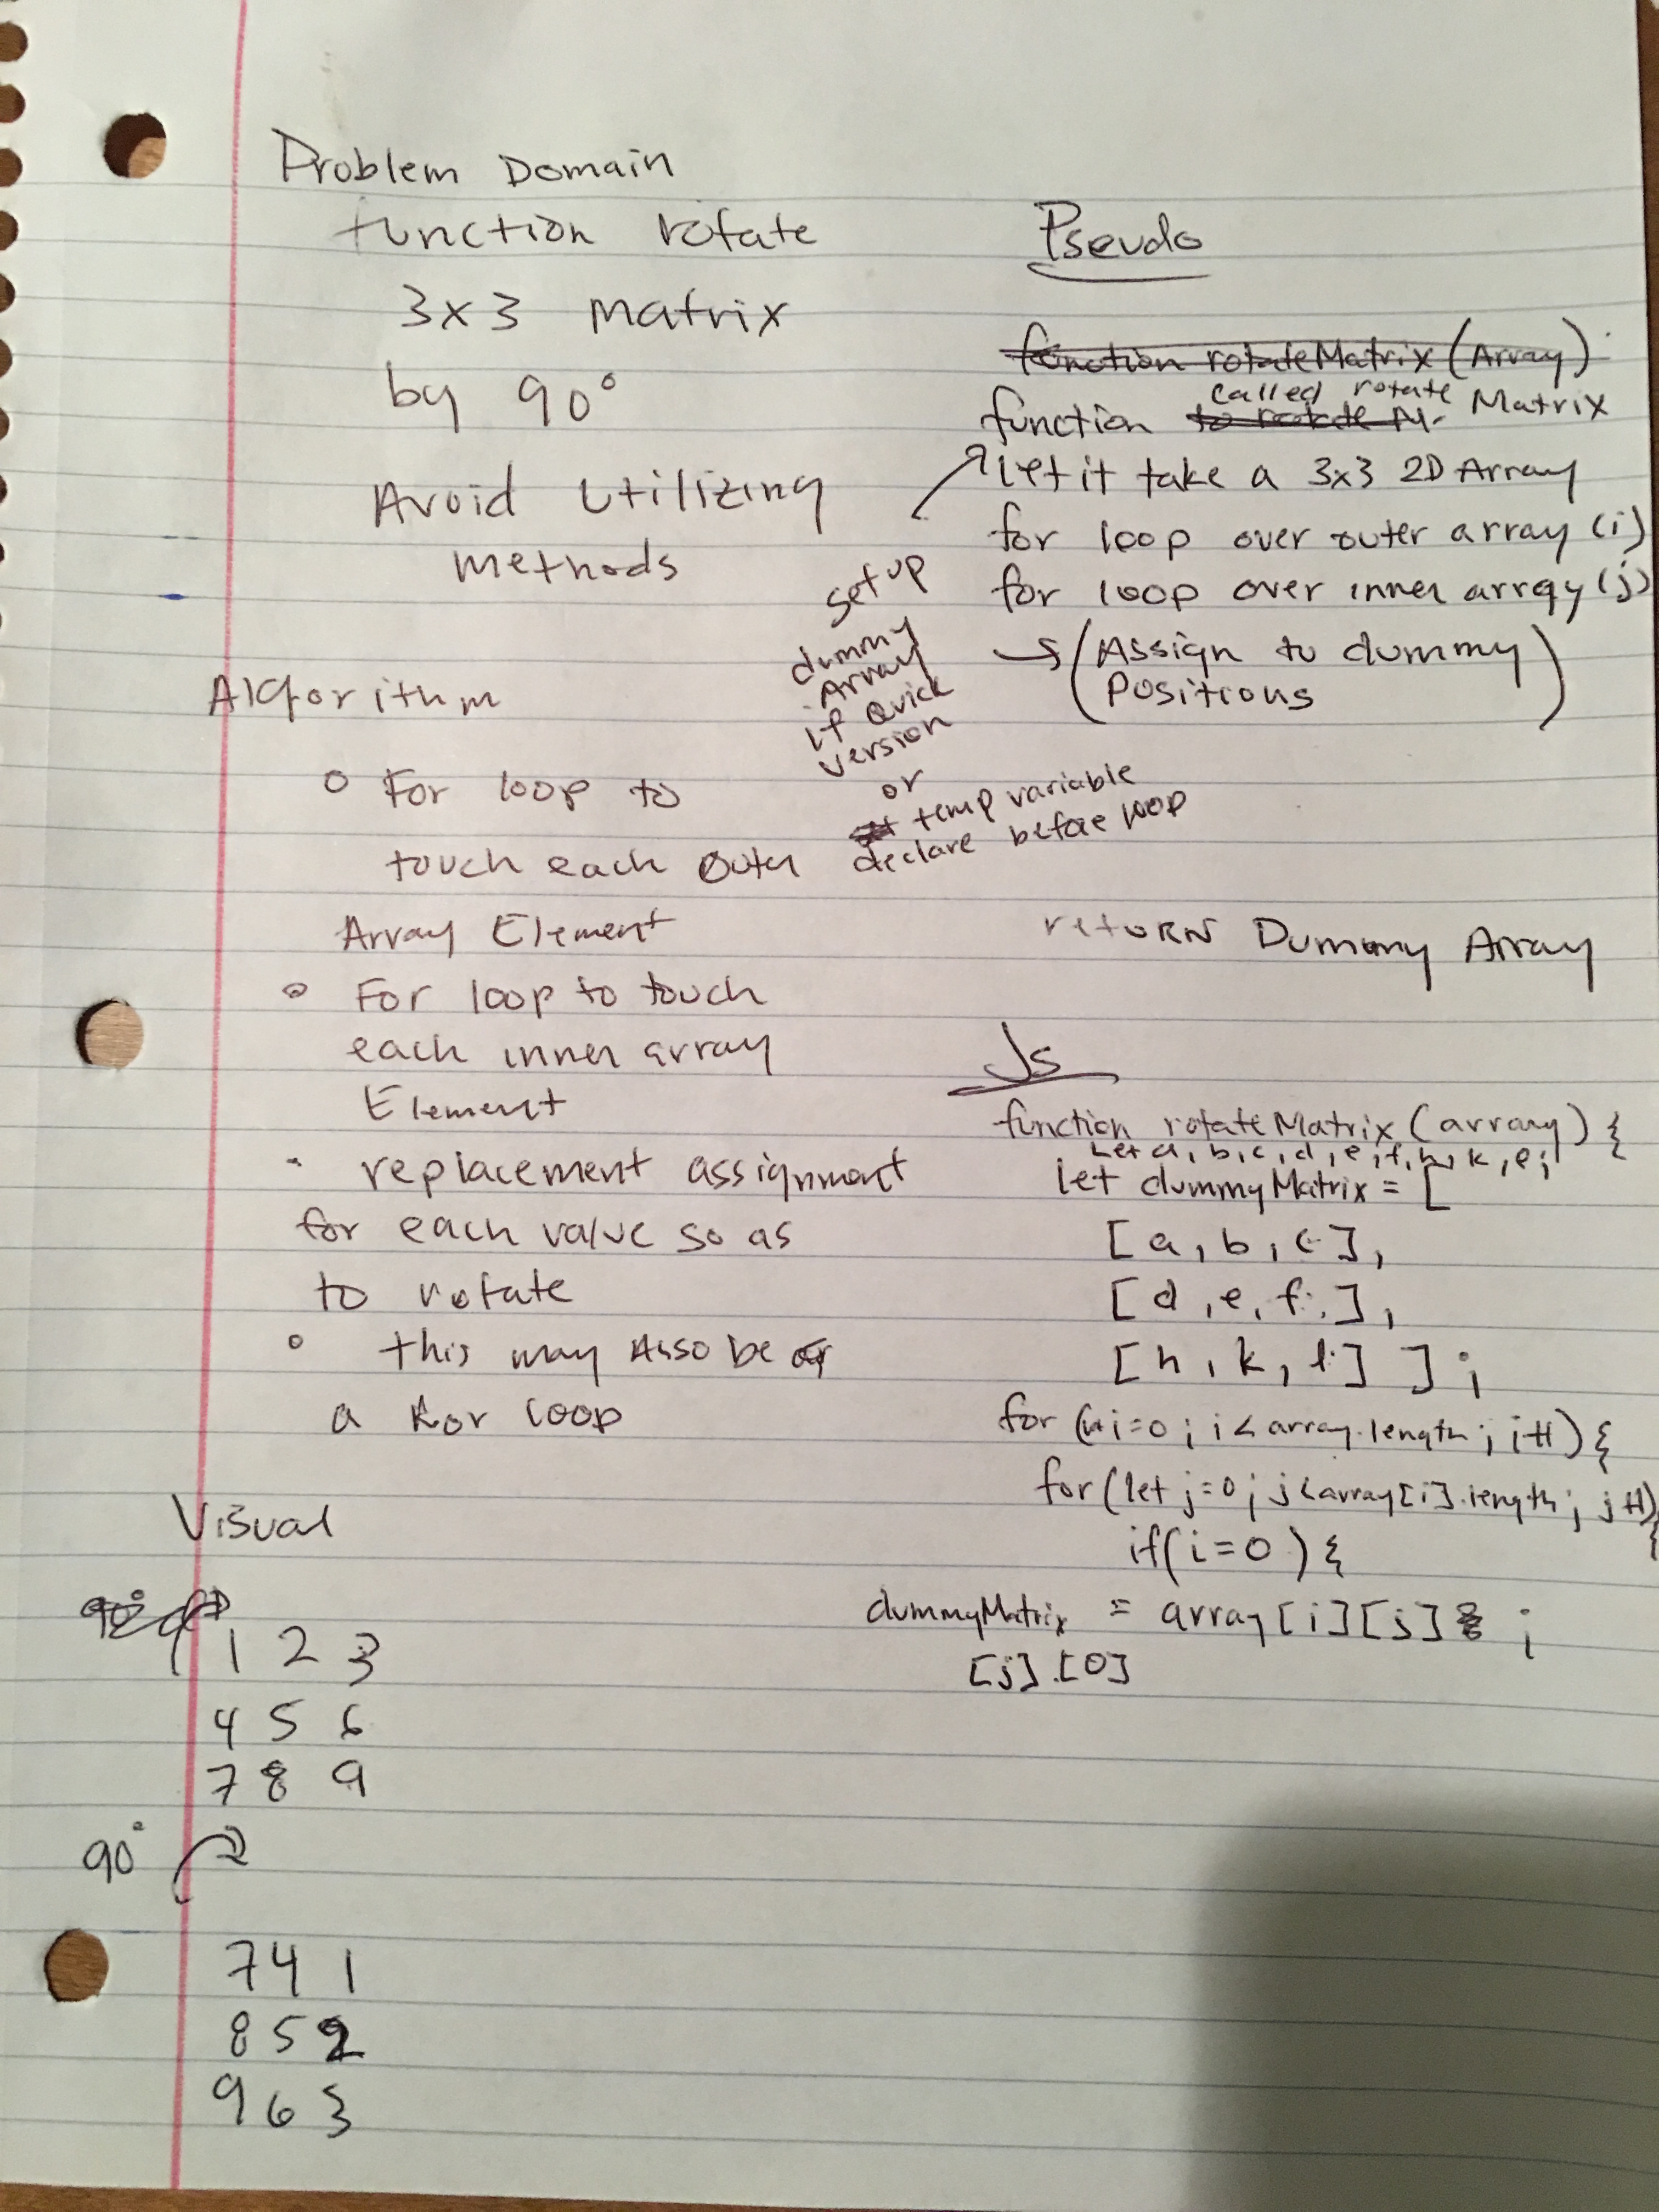 Problem Domain
function rotate
3x3 Matrix
by 90°
Avoid Utilizing
methods
Algorithm
○ For loop to
touch each outer
Array Element
○ For loop to touch
each inner array
Element
· replacement assignment
for each value so as
to rotate
○ this may Also be
a for loop
Visual
90°
1 2 3
4 5 6
7 8 9
90°
7 4 1
8 5 2
9 6 3
Pseudo
function rotateMatrix (Array)
called rotate
function to rotate M. Matrix
let it take a 3x3 2D Array
for loop over outer array (i)
for loop over inner array (j)
(Assign to dummy
Positions)
set up
dummy
Array
if Quick
version
or
temp variable
declare before loop
retuRN Dummy Array
Js
function rotateMatrix (array) {
Let a, b, c, d, e, f, h, k, l;
let dummyMatrix = [
[a, b, c],
[d, e, f],
[h, k, l] ];
for (let i=0; i < array.length; i++) {
for (let j=0; j < array[i].length; j++)
{
if(i=0) {
dummyMatrix = array[i][j] ;
[j].[0]